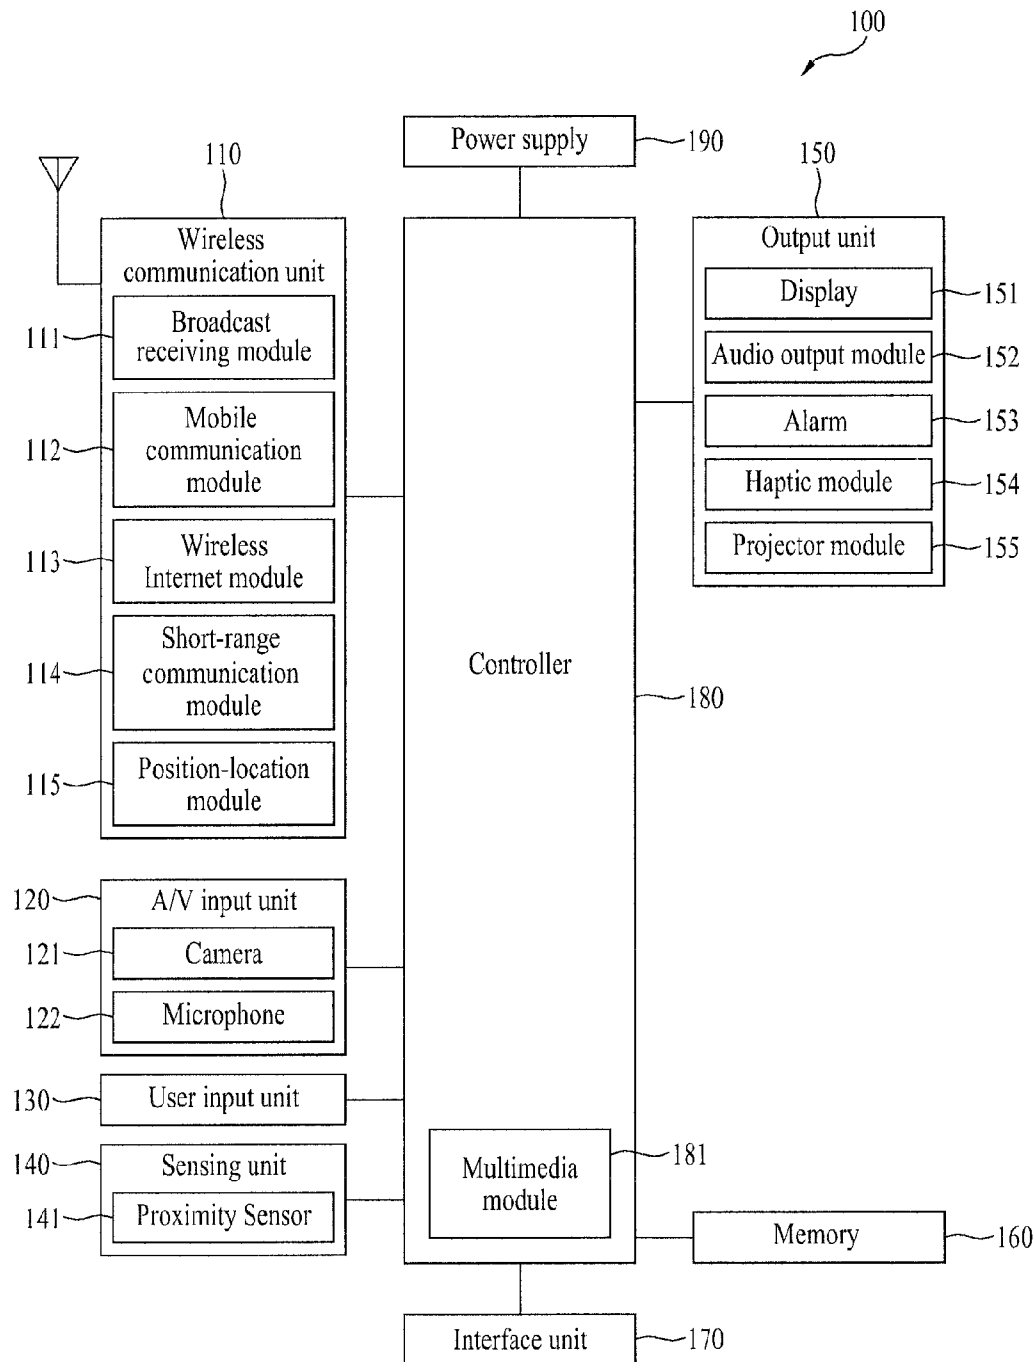 100
Power supply
190
110
Wireless
communication unit
111
Broadcast
receiving module
112
Mobile
communication
module
113
Wireless
Internet module
114
Short-range
communication
module
115
Position-location
module
120
A/V input unit
121
Camera
122
Microphone
130
User input unit
140
Sensing unit
141
Proximity Sensor
Controller
180
Multimedia
module
181
150
Output unit
Display
151
Audio output module
152
Alarm
153
Haptic module
154
Projector module
155
Memory
160
Interface unit
170